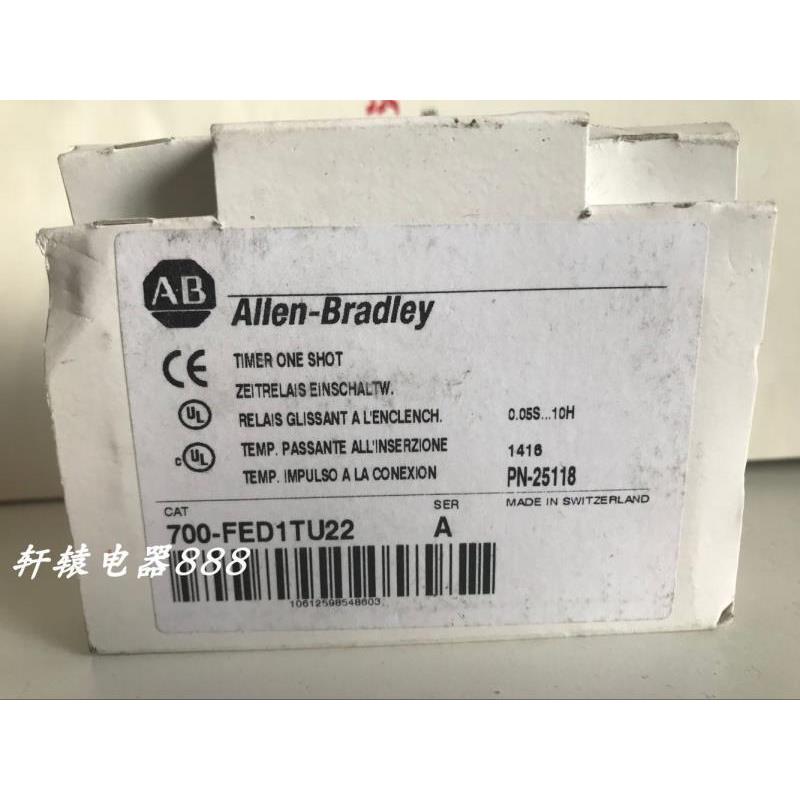 A·B
Allen-Bradley
CE
TIMER ONE SHOT
ZEITRELAIS EINSCHALTW.
UL
RELAIS GLISSANT A L'ENCLENCH. 0.05S...10H
c UL
TEMP. PASSANTE ALL'INSERZIONE 1416
TEMP. IMPULSO A LA CONEXION PN-25118
CAT SER MADE IN SWITZERLAND
700-FED1TU22 A
轩辕电器888
10612598548603